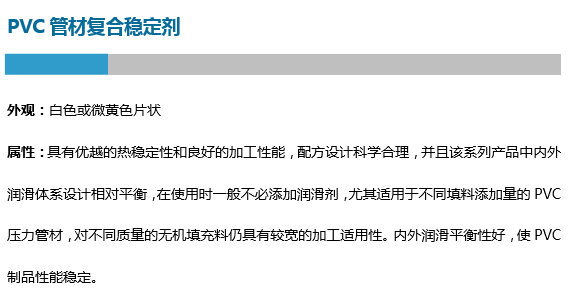 PVC 管材复合稳定剂
外观：白色或微黄色片状
属性：具有优越的热稳定性和良好的加工性能，配方设计科学合理，并且该系列产品中内外
润滑体系设计相对平衡，在使用时一般不必添加润滑剂，尤其适用于不同填料添加量的 PVC
压力管材，对不同质量的无机填充料仍具有较宽的加工适用性。内外润滑平衡性好，使 PVC
制品性能稳定。